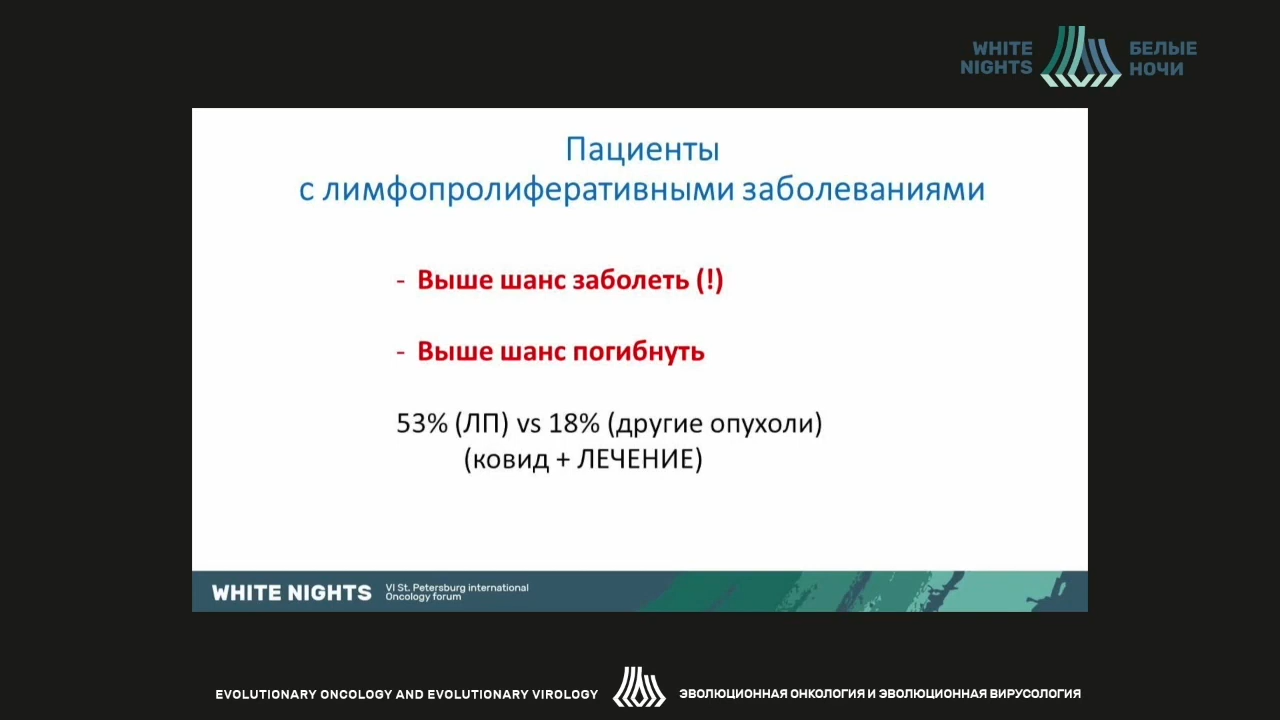 WHITE
NIGHTS
БЕЛЫЕ
НОЧИ
Пациенты
с лимфопролиферативными заболеваниями
- Выше шанс заболеть (!)
- Выше шанс погибнуть
53% (ЛП) vs 18% (другие опухоли)
(ковид + ЛЕЧЕНИЕ)
WHITE NIGHTS
VI St. Petersburg international
Oncology forum
EVOLUTIONARY ONCOLOGY AND EVOLUTIONARY VIROLOGY
ЭВОЛЮЦИОННАЯ ОНКОЛОГИЯ И ЭВОЛЮЦИОННАЯ ВИРУСОЛОГИЯ